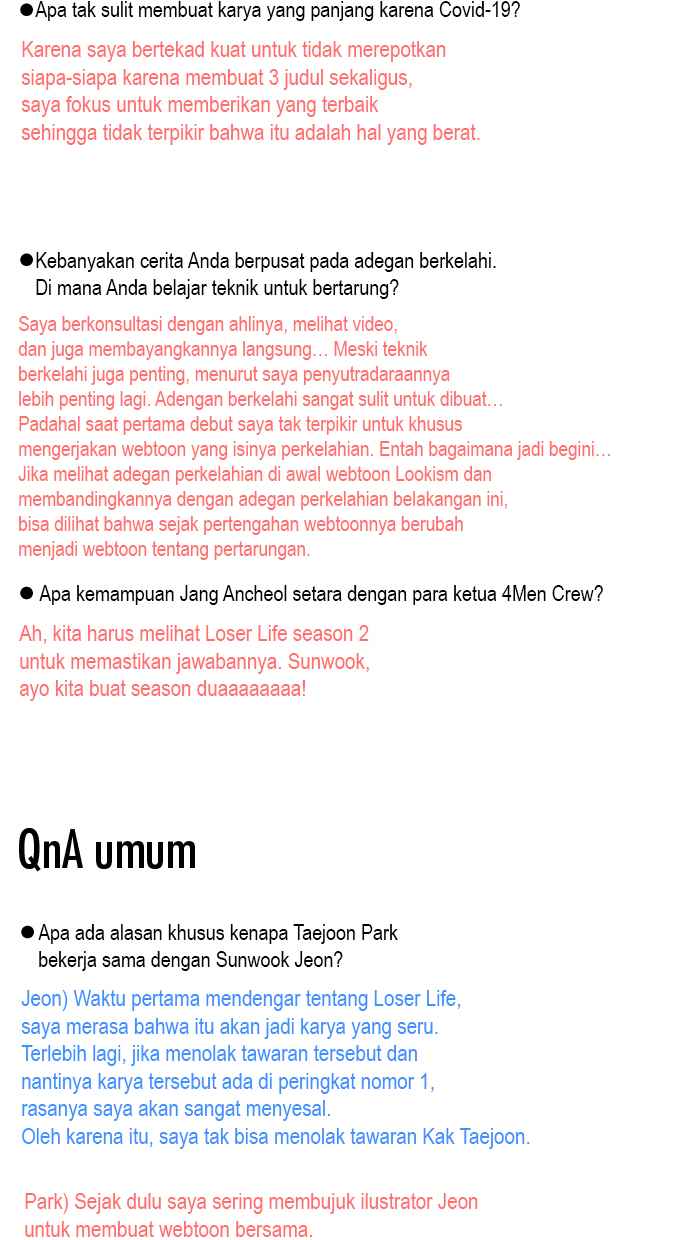 ●Apa tak sulit membuat karya yang panjang karena Covid-19?
Karena saya bertekad kuat untuk tidak merepotkan
siapa-siapa karena membuat 3 judul sekaligus,
saya fokus untuk memberikan yang terbaik
sehingga tidak terpikir bahwa itu adalah hal yang berat.
●Kebanyakan cerita Anda berpusat pada adegan berkelahi.
Di mana Anda belajar teknik untuk bertarung?
Saya berkonsultasi dengan ahlinya, melihat video,
dan juga membayangkannya langsung… Meski teknik
berkelahi juga penting, menurut saya penyutradaraannya
lebih penting lagi. Adengan berkelahi sangat sulit untuk dibuat…
Padahal saat pertama debut saya tak terpikir untuk khusus
mengerjakan webtoon yang isinya perkelahian. Entah bagaimana jadi begini…
Jika melihat adegan perkelahian di awal webtoon Lookism dan
membandingkannya dengan adegan perkelahian belakangan ini,
bisa dilihat bahwa sejak pertengahan webtoonnya berubah
menjadi webtoon tentang pertarungan.
● Apa kemampuan Jang Ancheol setara dengan para ketua 4Men Crew?
Ah, kita harus melihat Loser Life season 2
untuk memastikan jawabannya. Sunwook,
ayo kita buat season duaaaaaaaa!
QnA umum
● Apa ada alasan khusus kenapa Taejoon Park
bekerja sama dengan Sunwook Jeon?
Jeon) Waktu pertama mendengar tentang Loser Life,
saya merasa bahwa itu akan jadi karya yang seru.
Terlebih lagi, jika menolak tawaran tersebut dan
nantinya karya tersebut ada di peringkat nomor 1,
rasanya saya akan sangat menyesal.
Oleh karena itu, saya tak bisa menolak tawaran Kak Taejoon.
Park) Sejak dulu saya sering membujuk ilustrator Jeon
untuk membuat webtoon bersama.